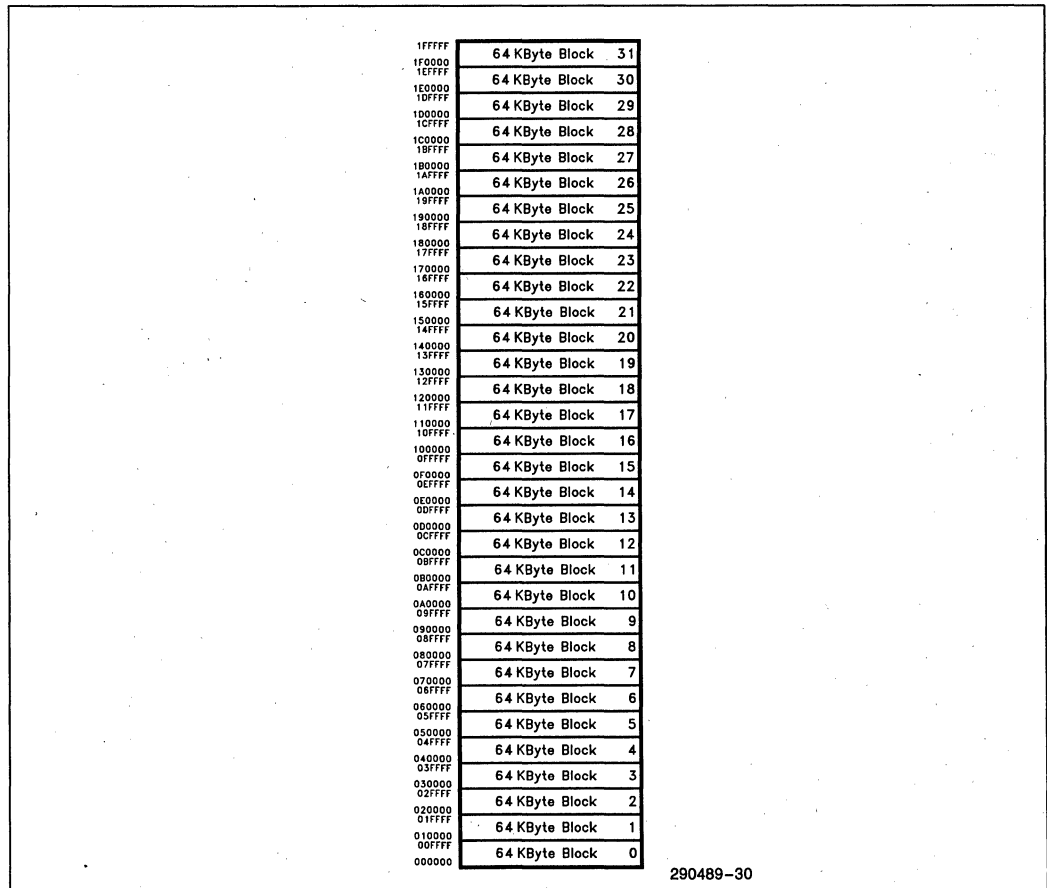 1FFFFF
64 KByte Block 31
1F0000
1EFFFF
64 KByte Block 30
1E0000
1DFFFF
64 KByte Block 29
1D0000
1CFFFF
64 KByte Block 28
1C0000
1BFFFF
64 KByte Block 27
1B0000
1AFFFF
64 KByte Block 26
1A0000
19FFFF
64 KByte Block 25
190000
18FFFF
64 KByte Block 24
180000
17FFFF
64 KByte Block 23
170000
16FFFF
64 KByte Block 22
160000
15FFFF
64 KByte Block 21
150000
14FFFF
64 KByte Block 20
140000
13FFFF
64 KByte Block 19
130000
12FFFF
64 KByte Block 18
120000
11FFFF
64 KByte Block 17
110000
10FFFF
64 KByte Block 16
100000
0FFFFF
64 KByte Block 15
0F0000
0EFFFF
64 KByte Block 14
0E0000
0DFFFF
64 KByte Block 13
0D0000
0CFFFF
64 KByte Block 12
0C0000
0BFFFF
64 KByte Block 11
0B0000
0AFFFF
64 KByte Block 10
0A0000
09FFFF
64 KByte Block 9
090000
08FFFF
64 KByte Block 8
080000
07FFFF
64 KByte Block 7
070000
06FFFF
64 KByte Block 6
060000
05FFFF
64 KByte Block 5
050000
04FFFF
64 KByte Block 4
040000
03FFFF
64 KByte Block 3
030000
02FFFF
64 KByte Block 2
020000
01FFFF
64 KByte Block 1
010000
00FFFF
64 KByte Block 0
000000
290489-30